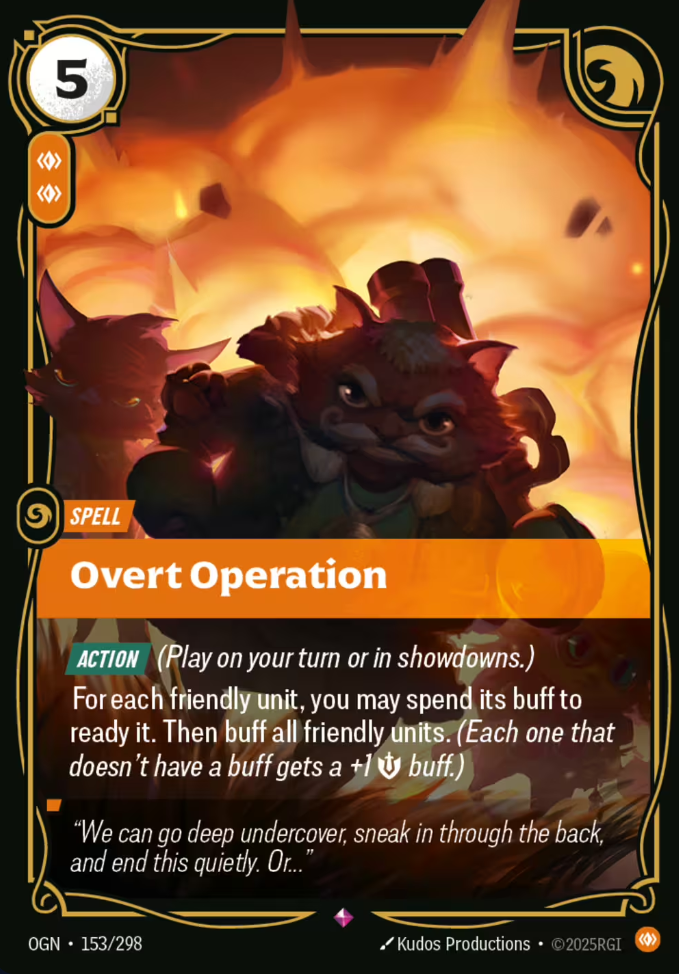 5
SPELL
Overt Operation
ACTION (Play on your turn or in showdowns.)
For each friendly unit, you may spend its buff to
ready it. Then buff all friendly units. (Each one that
doesn't have a buff gets a +1 buff.)
“We can go deep undercover, sneak in through the back,
and end this quietly. Or...”
OGN • 153/298
Kudos Productions • ©2025RGI